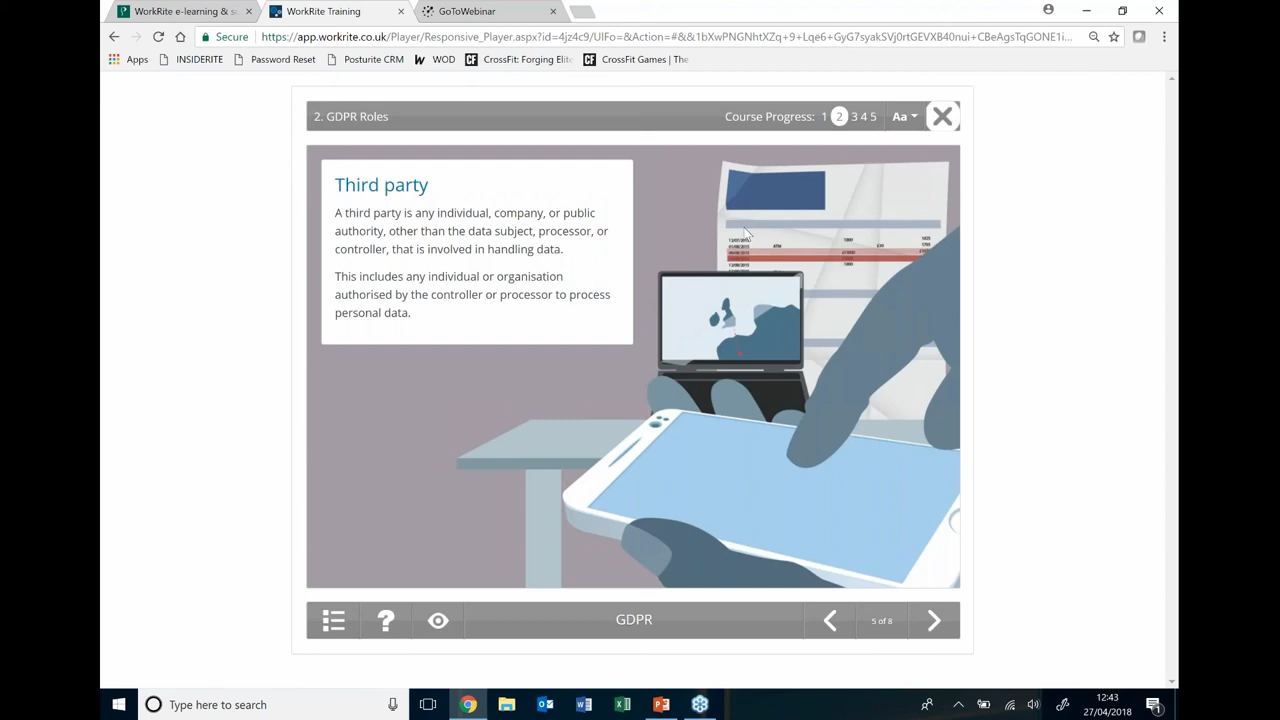 WorkRite e-learning & s
WorkRite Training
GoToWebinar
Secure
https://app.workrite.co.uk/Player/Responsive_Player.aspx?id=4jz4c9/UIFo=&Action=#&&1bXwPNGNhtXZq+9+Lqe6+GyG7syakSVj0rtGEVXB40nui+CBeAgsTqGONE1i...
Apps
INSIDERITE
Password Reset
Posturite CRM
WOD
CrossFit: Forging Elit
CrossFit Games | The
2. GDPR Roles
Course Progress: 1 2 3 4 5
Aa
Third party
A third party is any individual, company, or public
authority, other than the data subject, processor, or
controller, that is involved in handling data.
This includes any individual or organisation
authorised by the controller or processor to process
personal data.
?
GDPR
5 of 8
Type here to search
12:43
27/04/2018